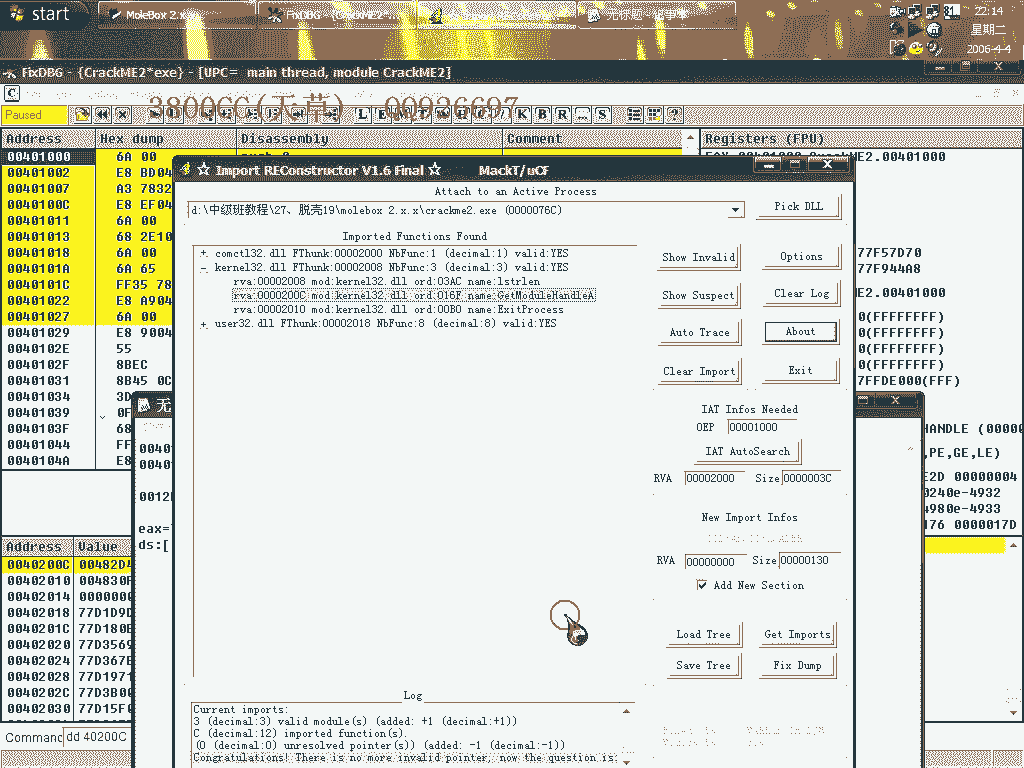 start
MoleBox 2.x
FixDBG - {CrackME2*
22:14
星期二
2006-4-4
FixDBG - {CrackME2*exe} - [UPC= main thread, module CrackME2]
Paused
3800CC(天草) 00936697
K B R ... S
Address Hex dump Disassembly Comment Registers (FPU)
00401000 6A 00
00401002 E8 BD04
00401007 A3 7832
0040100C E8 EF04
00401011 6A 00
00401013 68 2E10
00401018 6A 00
0040101A 6A 65
0040101C FF35 78
00401022 E8 A904
00401027 6A 00
00401029 E8 9004
0040102E 55
0040102F 8BEC
00401031 8B45 0C
00401034 3D
00401039 0F
0040103F 68
00401044 FF
0040104A E8
ME2.00401000
77F57D70
77F944A8
ME2.00401000
0(FFFFFFFF)
0(FFFFFFFF)
0(FFFFFFFF)
0(FFFFFFFF)
7FFDE000(FFF)
HANDLE (0000
,PE,GE,LE)
E2D 00000004
0240e-4932
4980e-4933
176 0000017D
☆ Import REConstructor V1.6 Final ☆ MackT/uCF
Attach to an Active Process
d:\中级班教程\27、脱壳19\molebox 2.x.x\crackme2.exe (0000076C)
Pick DLL
Imported Functions Found
comctl32.dll FThunk:00002000 NbFunc:1 (decimal:1) valid:YES
kernel32.dll FThunk:00002008 NbFunc:3 (decimal:3) valid:YES
rva:00002008 mod:kernel32.dll ord:03AC name:lstrlen
rva:0000200C mod:kernel32.dll ord:016F name:GetModuleHandleA
rva:00002010 mod:kernel32.dll ord:00B0 name:ExitProcess
user32.dll FThunk:00002018 NbFunc:8 (decimal:8) valid:YES
Show Invalid Options
Show Suspect Clear Log
Auto Trace About
Clear Import Exit
IAT Infos Needed
OEP 00001000
IAT AutoSearch
RVA 00002000 Size 0000003C
New Import Infos
RVA 00000000 Size 00000130
Add New Section
Load Tree Get Imports
Save Tree Fix Dump
Log
Current imports:
3 (decimal:3) valid module(s) (added: +1 (decimal:+1))
C (decimal:12) imported function(s).
(0 (decimal:0) unresolved pointer(s)) (added: -1 (decimal:-1))
Congratulations! There is no more invalid pointer, now the question is:
无
0040
0040
0012
eax=
ds:[
Address Value
0040200C 00482D
00402010 004830F
00402014 0000000
00402018 77D1D9D
0040201C 77D180E
00402020 77D3569
00402024 77D367E
00402028 77D1971
0040202C 77D3B00
00402030 77D15F
Command dd 40200C